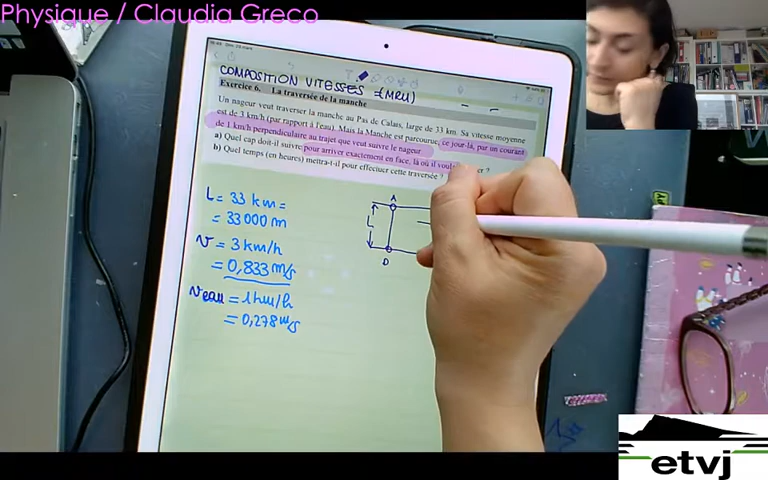 Physique / Claudia Greco
COMPOSITION VITESSES (MRU)
Exercice 6. La traversée de la manche
Un nageur veut traverser la manche au Pas de Calais, large de 33 km. Sa vitesse moyenne
est de 3 km/h (par rapport à l'eau). Mais la Manche est parcourue, ce jour-là, par un courant
de 1 km/h perpendiculaire au trajet que veut suivre le nageur
a) Quel cap doit-il suivre pour arriver exactement en face, là où il
b) Quel temps (en heures) mettra-t-il pour effectuer cette traversée ?
L = 33 km =
= 33 000 m
v = 3 km/h
= 0,833 m/s
v eau = 1 km/h
= 0,278 m/s
A
L
D
etvj